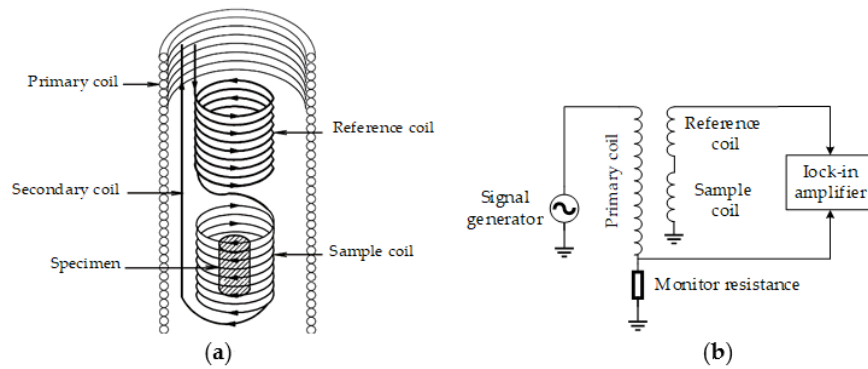 Primary coil
Reference coil
Secondary coil
Sample coil
Specimen
(a)
Signal
generator
Primary coil
Reference
coil
Sample
coil
lock-in
amplifier
Monitor resistance
(b)